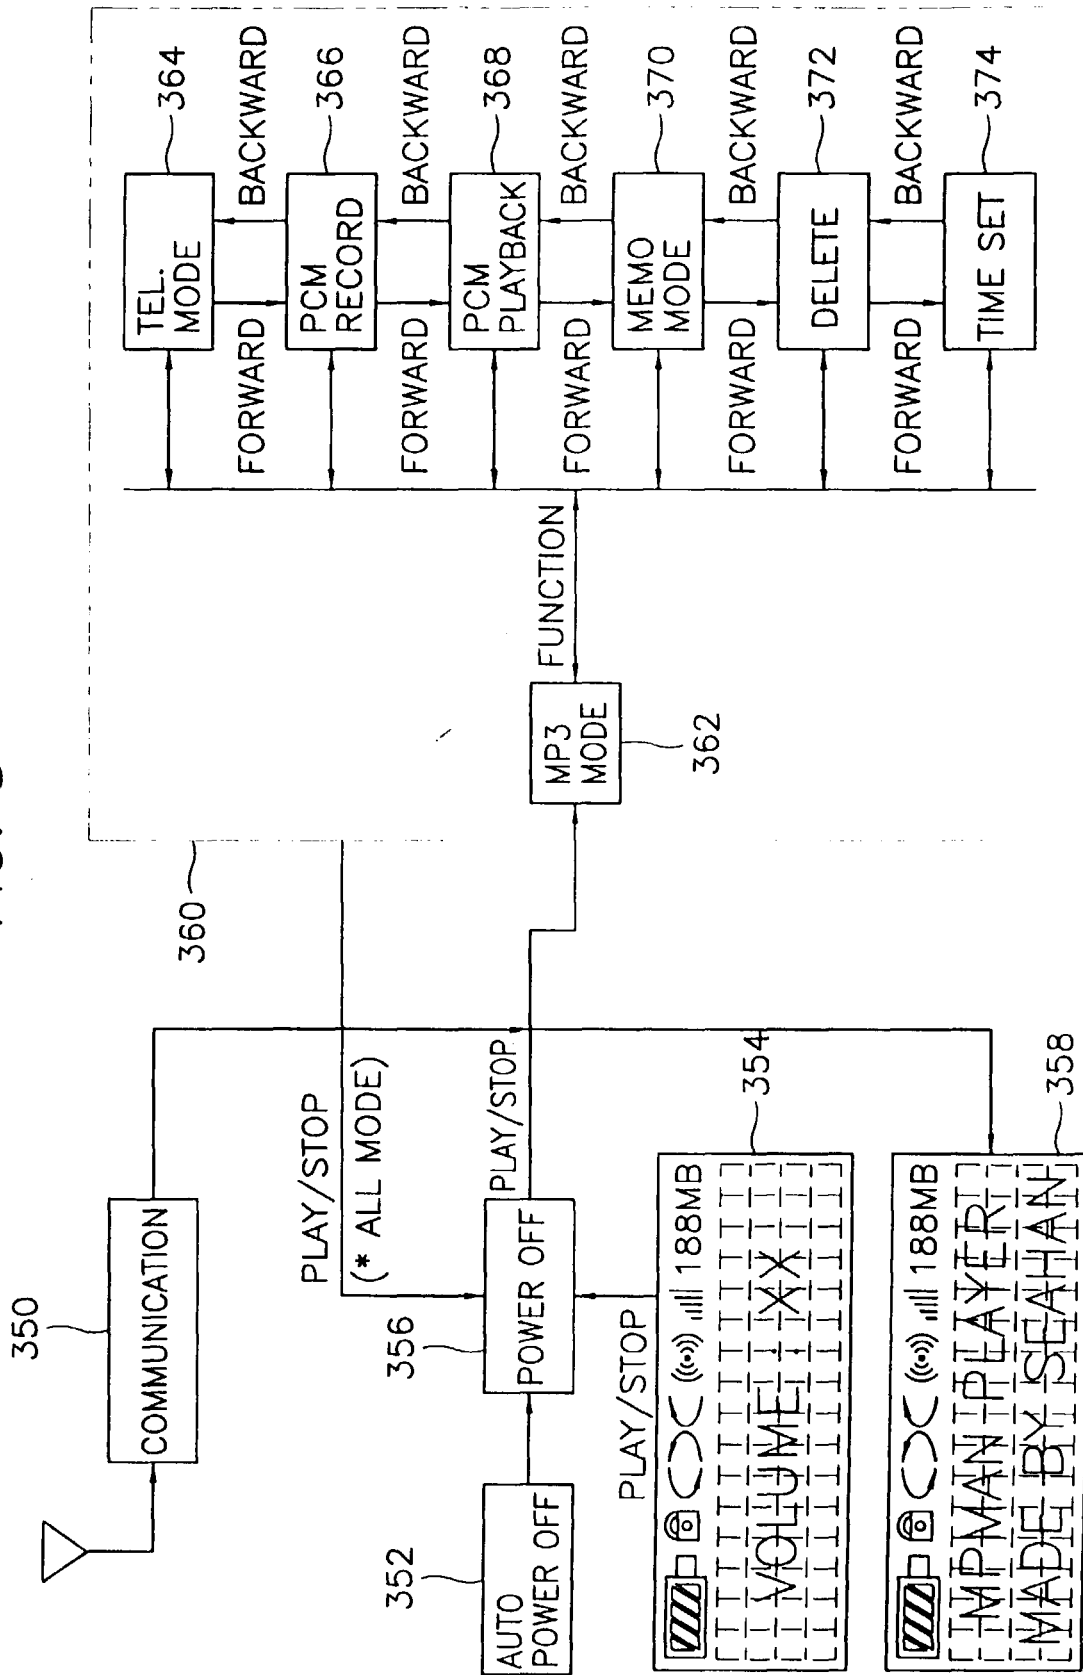 350
COMMUNICATION
352
AUTO
POWER OFF
356
POWER OFF
PLAY/STOP
(* ALL MODE)
PLAY/STOP
PLAY/STOP
354
188MB
VOLUME : XX
358
188MB
MPMAN PLAYER
MADE BY SEAHAN
360
362
MP3
MODE
FUNCTION
364
TEL.
MODE
FORWARD
BACKWARD
366
PCM
RECORD
FORWARD
BACKWARD
368
PCM
PLAYBACK
FORWARD
BACKWARD
370
MEMO
MODE
FORWARD
BACKWARD
372
DELETE
FORWARD
BACKWARD
374
TIME SET